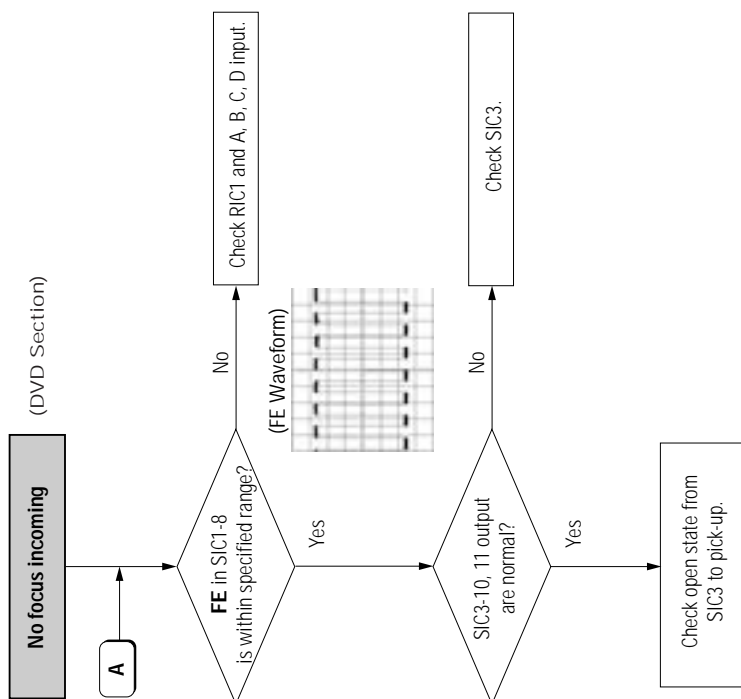 (DVD Section)
No focus incoming
A
FE in SIC1-8
is within specified range?
No
Check RIC1 and A, B, C, D input.
(FE Waveform)
Yes
SIC3-10, 11 output
are normal?
No
Check SIC3.
Yes
Check open state from
SIC3 to pick-up.